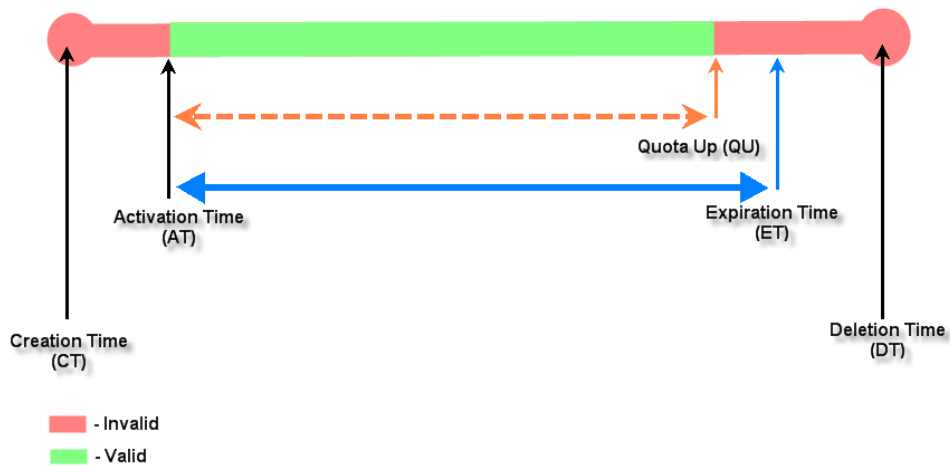 Quota Up (QU)
Activation Time
(AT)
Expiration Time
(ET)
Creation Time
(CT)
Deletion Time
(DT)
- Invalid
- Valid